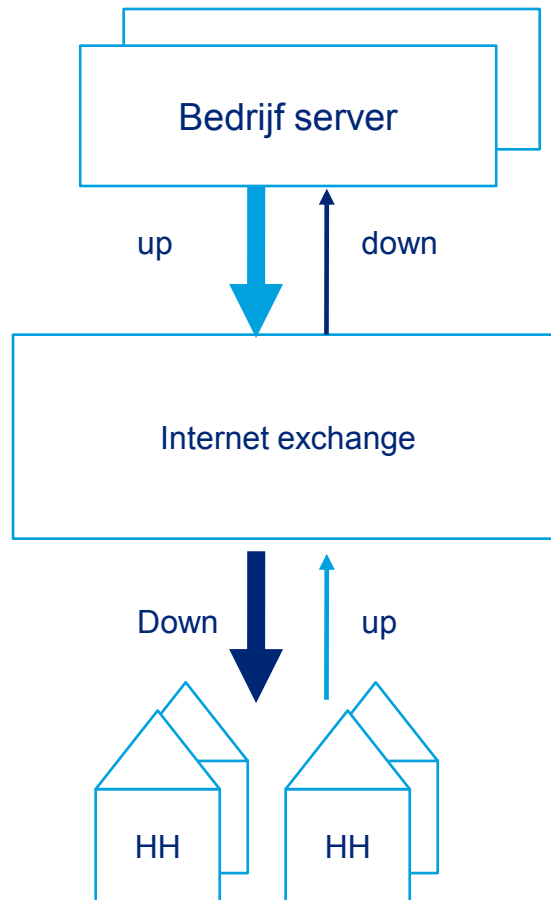 Bedrijf server
up
down
Internet exchange
Down
up
HH
HH